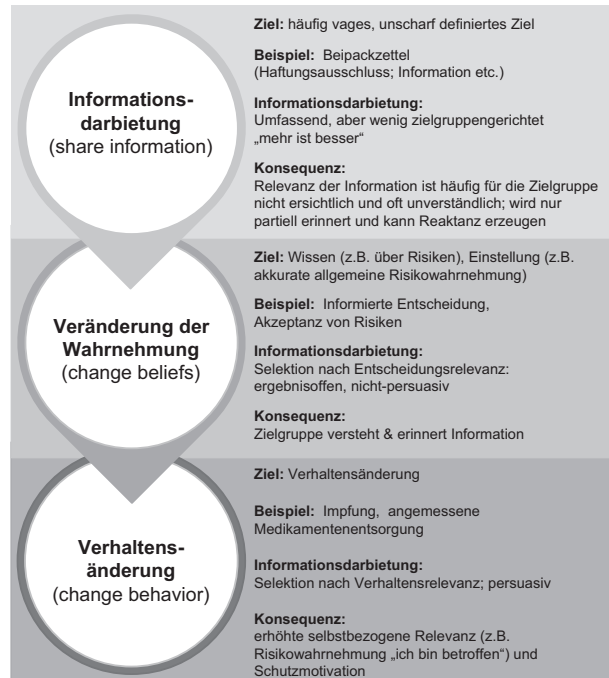 Informations-
darbietung
(share information)
Ziel: häufig vages, unscharf definiertes Ziel
Beispiel: Beipackzettel
(Haftungsausschluss; Information etc.)
Informationsdarbietung:
Umfassend, aber wenig zielgruppengerichtet
„mehr ist besser“
Konsequenz:
Relevanz der Information ist häufig für die Zielgruppe
nicht ersichtlich und oft unverständlich; wird nur
partiell erinnert und kann Reaktanz erzeugen
Veränderung der
Wahrnehmung
(change beliefs)
Ziel: Wissen (z.B. über Risiken), Einstellung (z.B.
akkurate allgemeine Risikowahrnehmung)
Beispiel: Informierte Entscheidung,
Akzeptanz von Risiken
Informationsdarbietung:
Selektion nach Entscheidungsrelevanz:
ergebnisoffen, nicht-persuasiv
Konsequenz:
Zielgruppe versteht & erinnert Information
Verhaltens-
änderung
(change behavior)
Ziel: Verhaltensänderung
Beispiel: Impfung, angemessene
Medikamentenentsorgung
Informationsdarbietung:
Selektion nach Verhaltensrelevanz; persuasiv
Konsequenz:
erhöhte selbstbezogene Relevanz (z.B.
Risikowahrnehmung „ich bin betroffen“) und
Schutzmotivation